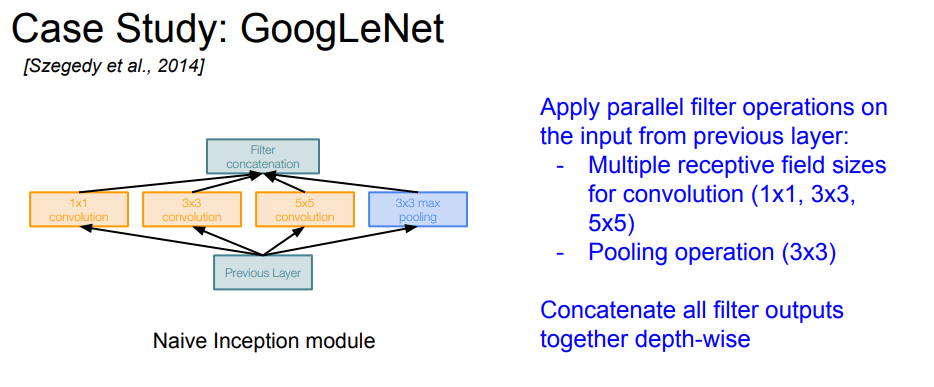 Case Study: GoogLeNet
[Szegedy et al., 2014]
Filter
concatenation
1x1
convolution
3x3
convolution
5x5
convolution
3x3 max
pooling
Previous Layer
Naive Inception module
Apply parallel filter operations on
the input from previous layer:
- Multiple receptive field sizes
for convolution (1x1, 3x3,
5x5)
- Pooling operation (3x3)
Concatenate all filter outputs
together depth-wise